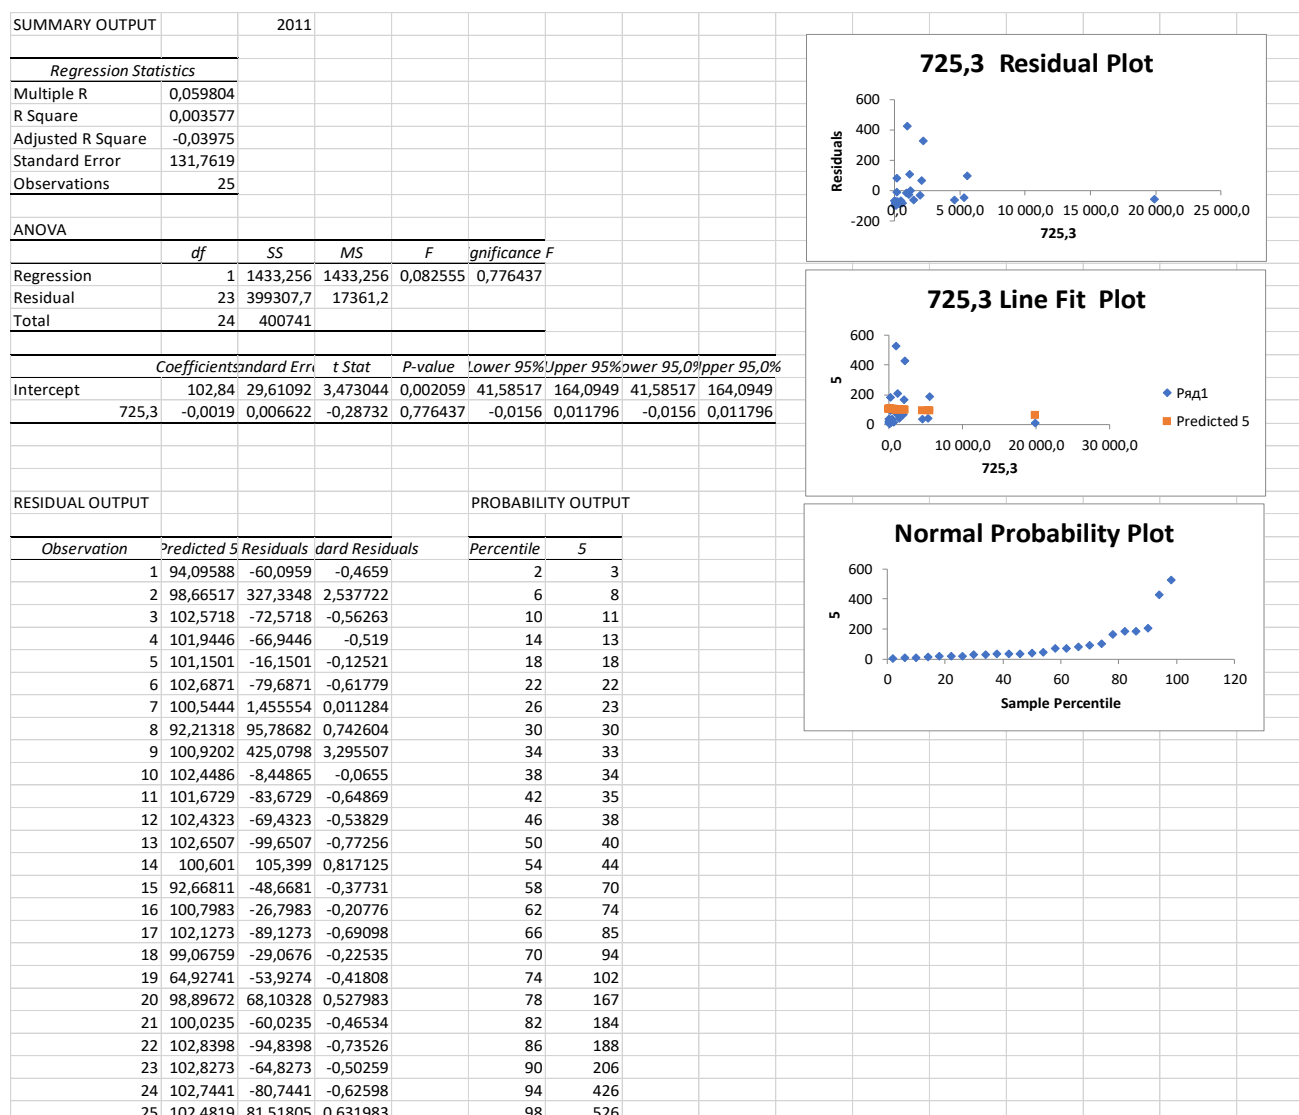 SUMMARY OUTPUT 2011
Regression Statistics
Multiple R 0,059804
R Square 0,003577
Adjusted R Square -0,03975
Standard Error 131,7619
Observations 25
ANOVA
df SS MS F gnificance F
Regression 1 1433,256 1433,256 0,082555 0,776437
Residual 23 399307,7 17361,2
Total 24 400741
Coefficients andard Erro t Stat P-value Lower 95% Upper 95% ower 95,0% Upper 95,0%
Intercept 102,84 29,61092 3,473044 0,002059 41,58517 164,0949 41,58517 164,0949
725,3 -0,0019 0,006622 -0,28732 0,776437 -0,0156 0,011796 -0,0156 0,011796
RESIDUAL OUTPUT PROBABILITY OUTPUT
Observation Predicted 5 Residuals dard Residuals Percentile 5
1 94,09588 -60,0959 -0,4659 2 3
2 98,66517 327,3348 2,537722 6 8
3 102,5718 -72,5718 -0,56263 10 11
4 101,9446 -66,9446 -0,519 14 13
5 101,1501 -16,1501 -0,12521 18 18
6 102,6871 -79,6871 -0,61779 22 22
7 100,5444 1,455554 0,011284 26 23
8 92,21318 95,78682 0,742604 30 30
9 100,9202 425,0798 3,295507 34 33
10 102,4486 -8,44865 -0,0655 38 34
11 101,6729 -83,6729 -0,64869 42 35
12 102,4323 -69,4323 -0,53829 46 38
13 102,6507 -99,6507 -0,77256 50 40
14 100,601 105,399 0,817125 54 44
15 92,66811 -48,6681 -0,37731 58 70
16 100,7983 -26,7983 -0,20776 62 74
17 102,1273 -89,1273 -0,69098 66 85
18 99,06759 -29,0676 -0,22535 70 94
19 64,92741 -53,9274 -0,41808 74 102
20 98,89672 68,10328 0,527983 78 167
21 100,0235 -60,0235 -0,46534 82 184
22 102,8398 -94,8398 -0,73526 86 188
23 102,8273 -64,8273 -0,50259 90 206
24 102,7441 -80,7441 -0,62598 94 426
25 102,4819 81,51805 0,631983 98 526
725,3 Residual Plot
Residuals
600
400
200
0
-200
0,0 5 000,0 10 000,0 15 000,0 20 000,0 25 000,0
725,3
725,3 Line Fit Plot
5
600
400
200
0
0,0 10 000,0 20 000,0 30 000,0
725,3
Ряд1
Predicted 5
Normal Probability Plot
5
600
400
200
0
0 20 40 60 80 100 120
Sample Percentile